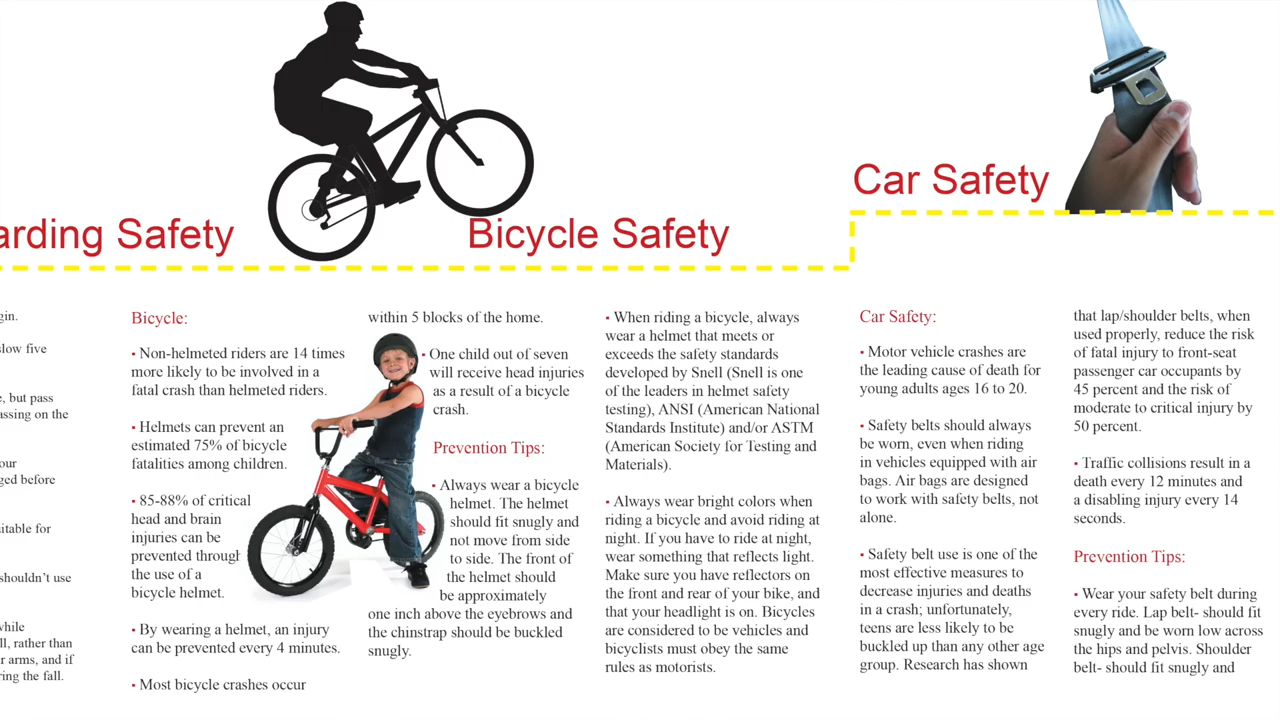 Car Safety
arding Safety
Bicycle Safety
gin.
slow five
e, but pass
assing on the
our
ged before
uitable for
shouldn't use
while
ll, rather than
r arms, and if
ring the fall.
Bicycle:
▪ Non-helmeted riders are 14 times
more likely to be involved in a
fatal crash than helmeted riders.
▪ Helmets can prevent an
estimated 75% of bicycle
fatalities among children.
▪ 85-88% of critical
head and brain
injuries can be
prevented through
the use of a
bicycle helmet.
▪ By wearing a helmet, an injury
can be prevented every 4 minutes.
▪ Most bicycle crashes occur
within 5 blocks of the home.
▪ One child out of seven
will receive head injuries
as a result of a bicycle
crash.
Prevention Tips:
▪ Always wear a bicycle
helmet. The helmet
should fit snugly and
not move from side
to side. The front of
the helmet should
be approximately
one inch above the eyebrows and
the chinstrap should be buckled
snugly.
▪ When riding a bicycle, always
wear a helmet that meets or
exceeds the safety standards
developed by Snell (Snell is one
of the leaders in helmet safety
testing), ANSI (American National
Standards Institute) and/or ASTM
(American Society for Testing and
Materials).
▪ Always wear bright colors when
riding a bicycle and avoid riding at
night. If you have to ride at night,
wear something that reflects light.
Make sure you have reflectors on
the front and rear of your bike, and
that your headlight is on. Bicycles
are considered to be vehicles and
bicyclists must obey the same
rules as motorists.
Car Safety:
▪ Motor vehicle crashes are
the leading cause of death for
young adults ages 16 to 20.
▪ Safety belts should always
be worn, even when riding
in vehicles equipped with air
bags. Air bags are designed
to work with safety belts, not
alone.
▪ Safety belt use is one of the
most effective measures to
decrease injuries and deaths
in a crash; unfortunately,
teens are less likely to be
buckled up than any other age
group. Research has shown
that lap/shoulder belts, when
used properly, reduce the risk
of fatal injury to front-seat
passenger car occupants by
45 percent and the risk of
moderate to critical injury by
50 percent.
▪ Traffic collisions result in a
death every 12 minutes and
a disabling injury every 14
seconds.
Prevention Tips:
▪ Wear your safety belt during
every ride. Lap belt- should fit
snugly and be worn low across
the hips and pelvis. Shoulder
belt- should fit snugly and